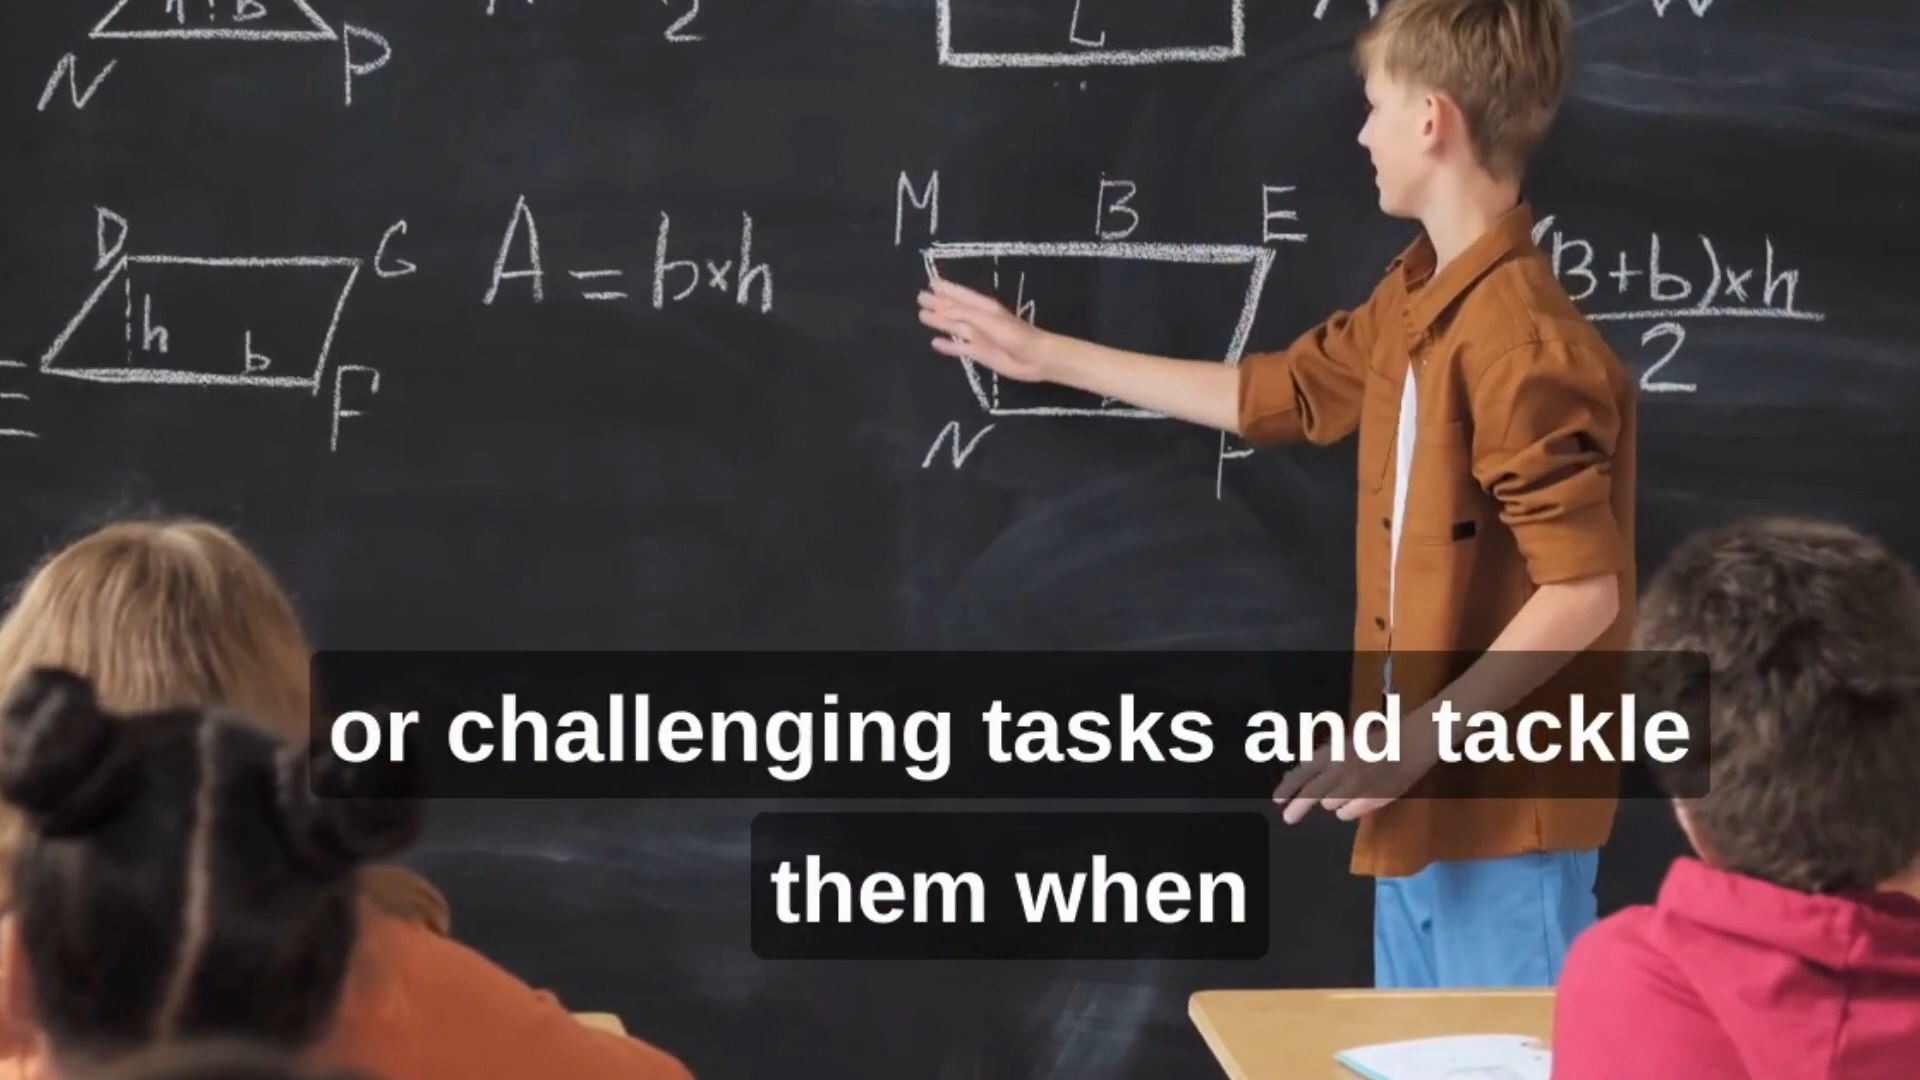 2
L
N P
D G A = b×h
h b
E F
M B E
h
N P
B+b)×h
2
or challenging tasks and tackle
them when